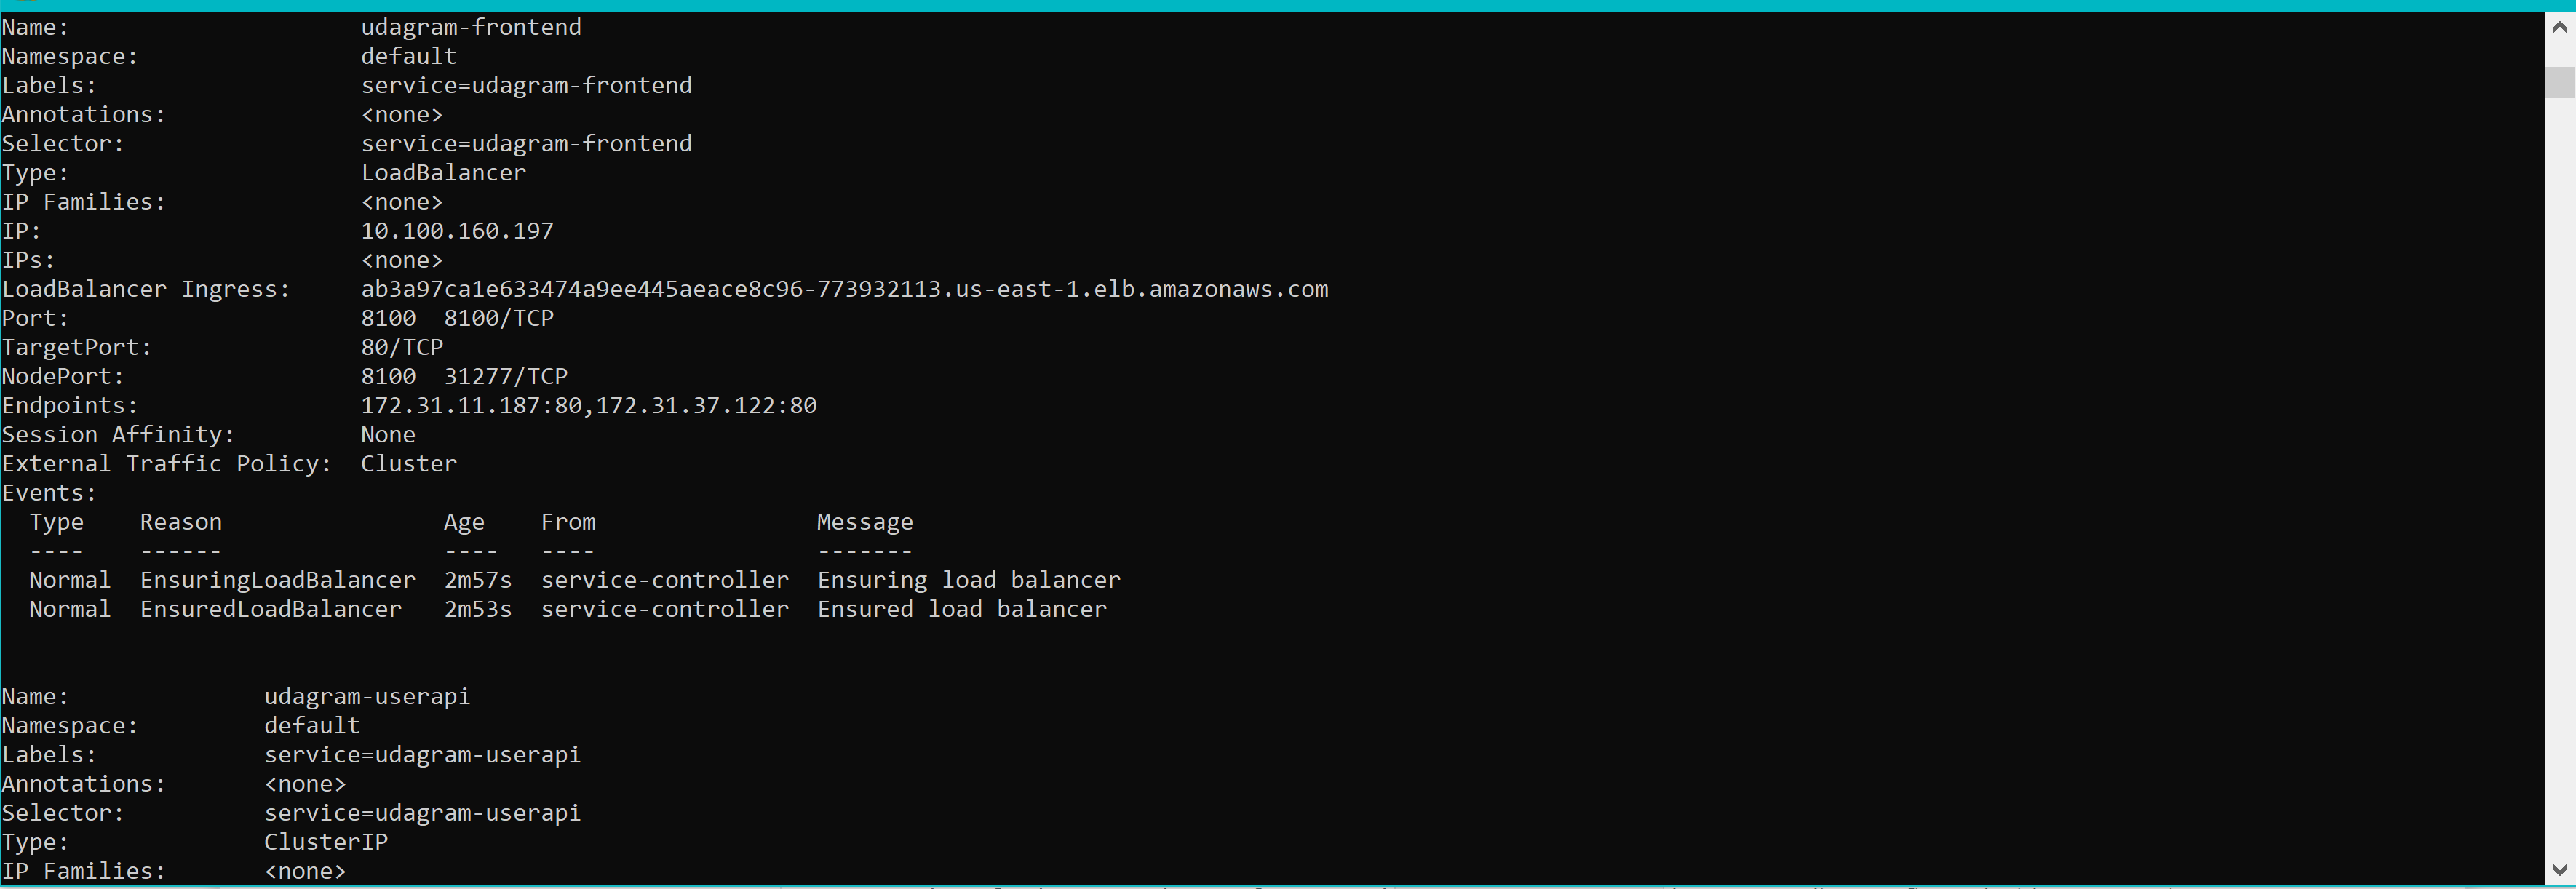 Name:                     udagram-frontend
Namespace:                default
Labels:                   service=udagram-frontend
Annotations:              <none>
Selector:                 service=udagram-frontend
Type:                     LoadBalancer
IP Families:              <none>
IP:                       10.100.160.197
IPs:                      <none>
LoadBalancer Ingress:     ab3a97ca1e633474a9ee445aeace8c96-773932113.us-east-1.elb.amazonaws.com
Port:                     8100  8100/TCP
TargetPort:               80/TCP
NodePort:                 8100  31277/TCP
Endpoints:                172.31.11.187:80,172.31.37.122:80
Session Affinity:         None
External Traffic Policy:  Cluster
Events:
  Type    Reason                Age   From                Message
  ----    ------                ----  ----                -------
  Normal  EnsuringLoadBalancer  2m57s  service-controller  Ensuring load balancer
  Normal  EnsuredLoadBalancer   2m53s  service-controller  Ensured load balancer
Name:              udagram-userapi
Namespace:         default
Labels:            service=udagram-userapi
Annotations:       <none>
Selector:          service=udagram-userapi
Type:              ClusterIP
IP Families:       <none>